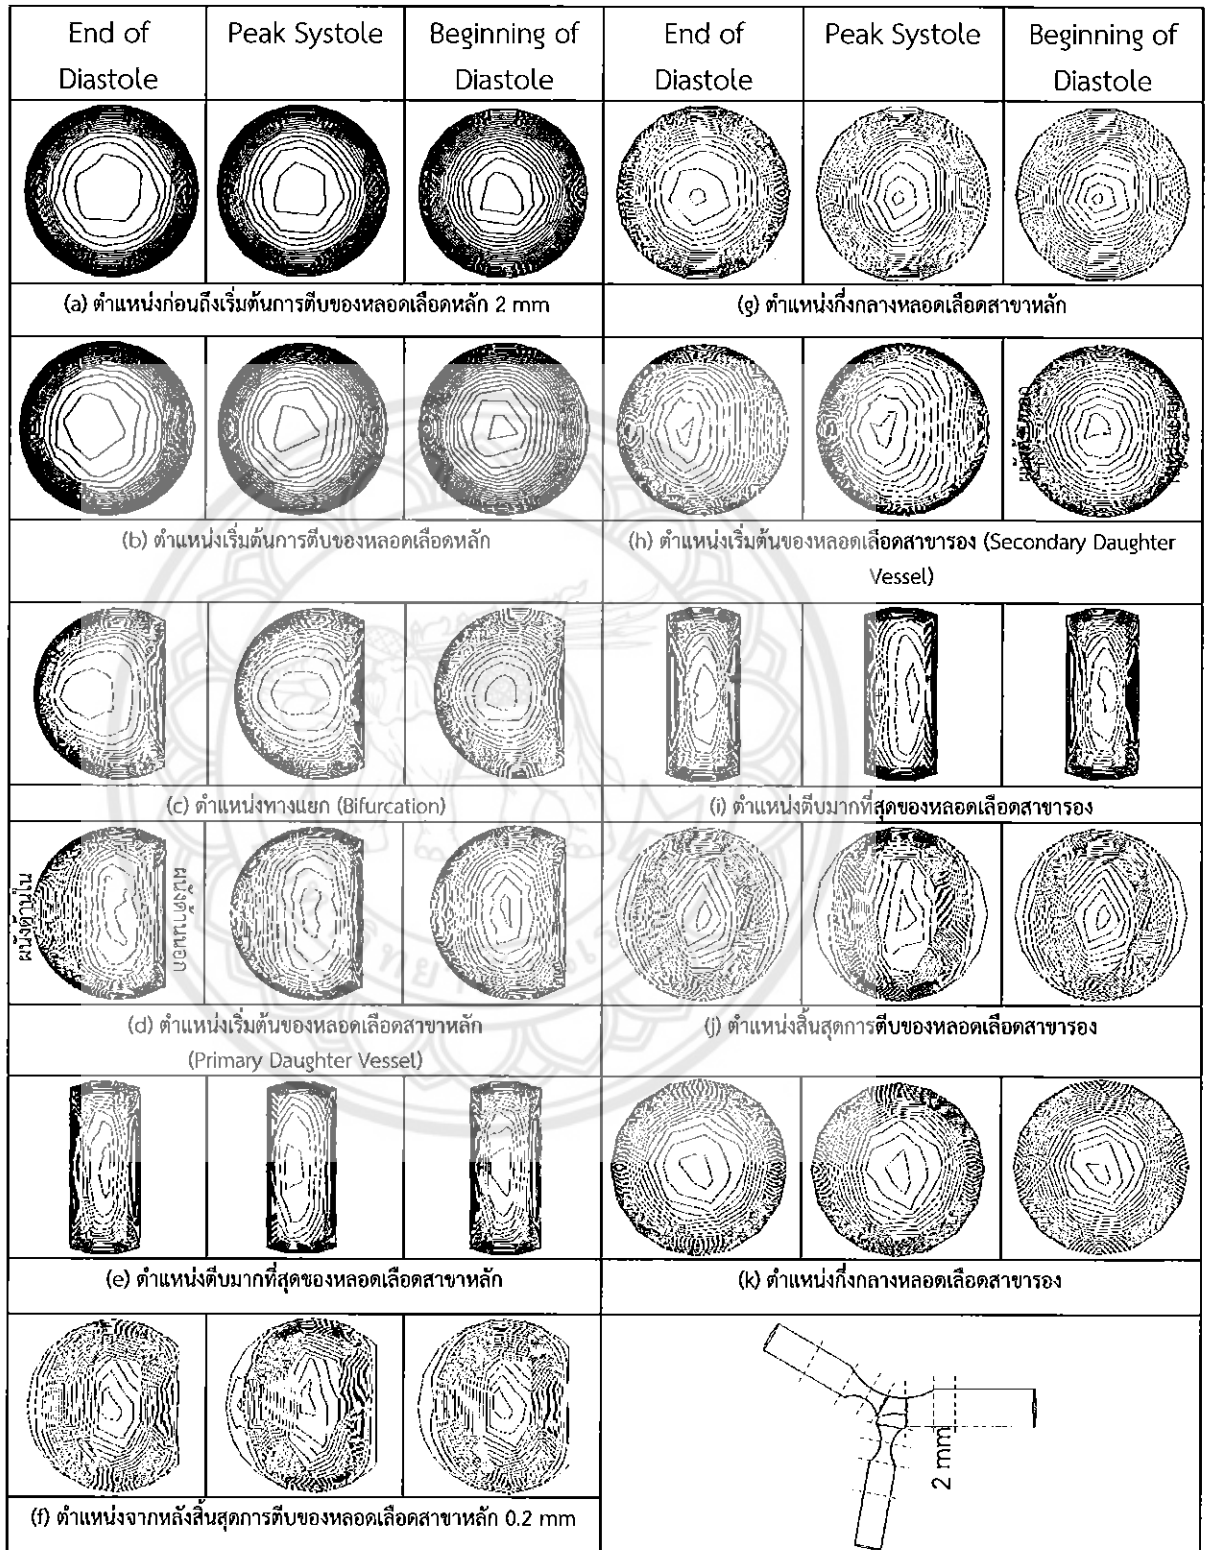 End of
Diastole
Peak Systole
Beginning of
Diastole
End of
Diastole
Peak Systole
Beginning of
Diastole
(a) ตำแหน่งก่อนถึงเริ่มต้นการตีบของหลอดเลือดหลัก 2 mm
(g) ตำแหน่งกึ่งกลางหลอดเลือดสาขาหลัก
(b) ตำแหน่งเริ่มต้นการตีบของหลอดเลือดหลัก
(h) ตำแหน่งเริ่มต้นของหลอดเลือดสาขารอง (Secondary Daughter
Vessel)
(c) ตำแหน่งทางแยก (Bifurcation)
(i) ตำแหน่งตีบมากที่สุดของหลอดเลือดสาขารอง
ผนังด้านใน
ผนังด้านนอก
(d) ตำแหน่งเริ่มต้นของหลอดเลือดสาขาหลัก
(Primary Daughter Vessel)
(j) ตำแหน่งสิ้นสุดการตีบของหลอดเลือดสาขารอง
(e) ตำแหน่งตีบมากที่สุดของหลอดเลือดสาขาหลัก
(k) ตำแหน่งกึ่งกลางหลอดเลือดสาขารอง
(f) ตำแหน่งจากหลังสิ้นสุดการตีบของหลอดเลือดสาขาหลัก 0.2 mm
2 mm